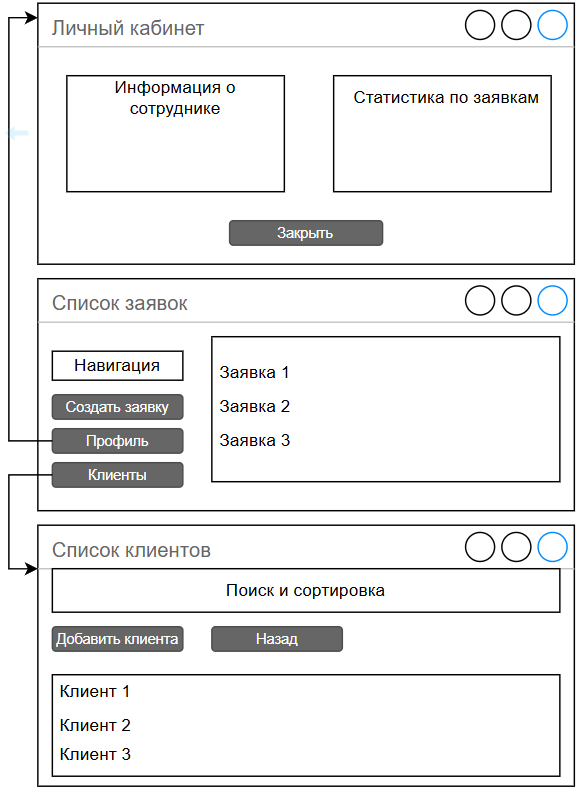 Личный кабинет
Информация о
сотруднике
Статистика по заявкам
Закрыть
Список заявок
Навигация
Создать заявку
Профиль
Клиенты
Заявка 1
Заявка 2
Заявка 3
Список клиентов
Поиск и сортировка
Добавить клиента
Назад
Клиент 1
Клиент 2
Клиент 3